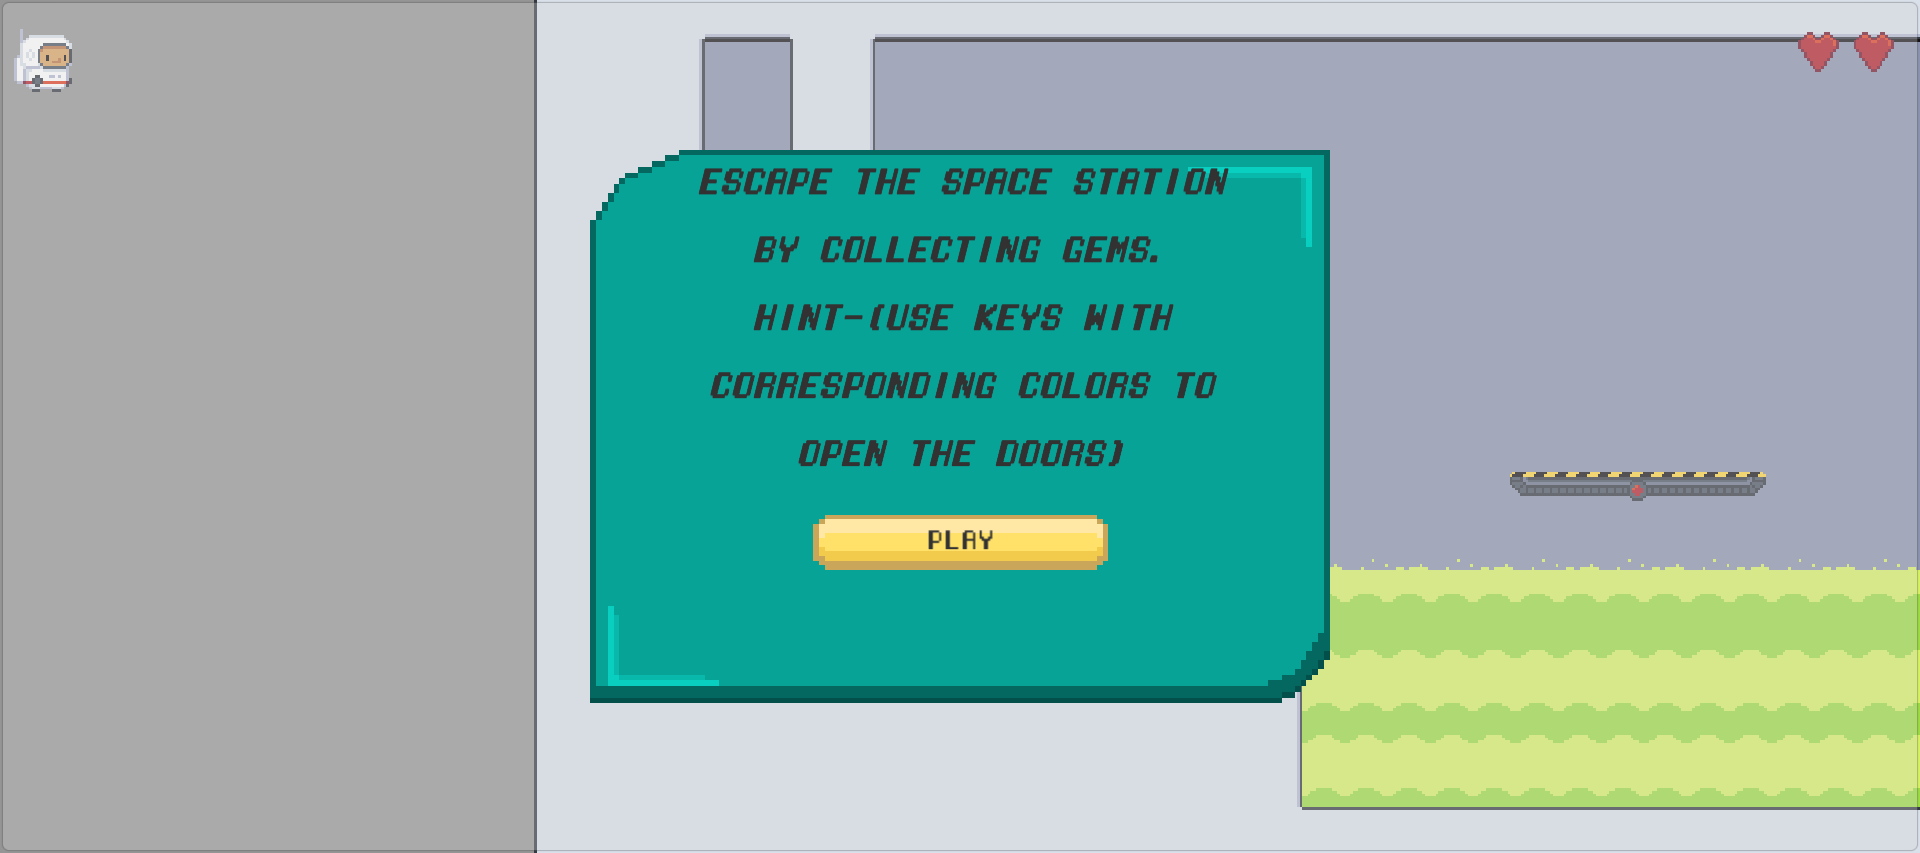 ESCAPE THE SPACE STATION
BY COLLECTING GEMS.
HINT-(USE KEYS WITH
CORRESPONDING COLORS TO
OPEN THE DOORS)
PLAY